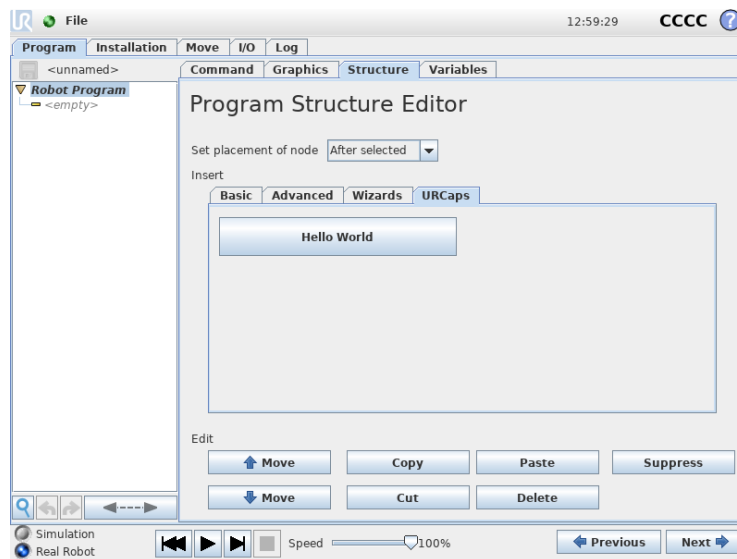 UR File 12:59:29 CCCC ?
Program Installation Move I/O Log
<unnamed> Command Graphics Structure Variables
Robot Program
<empty>
Program Structure Editor
Set placement of node After selected
Insert
Basic Advanced Wizards URCaps
Hello World
Edit
Move Copy Paste Suppress
Move Cut Delete
Simulation
Real Robot
Speed 100% Previous Next